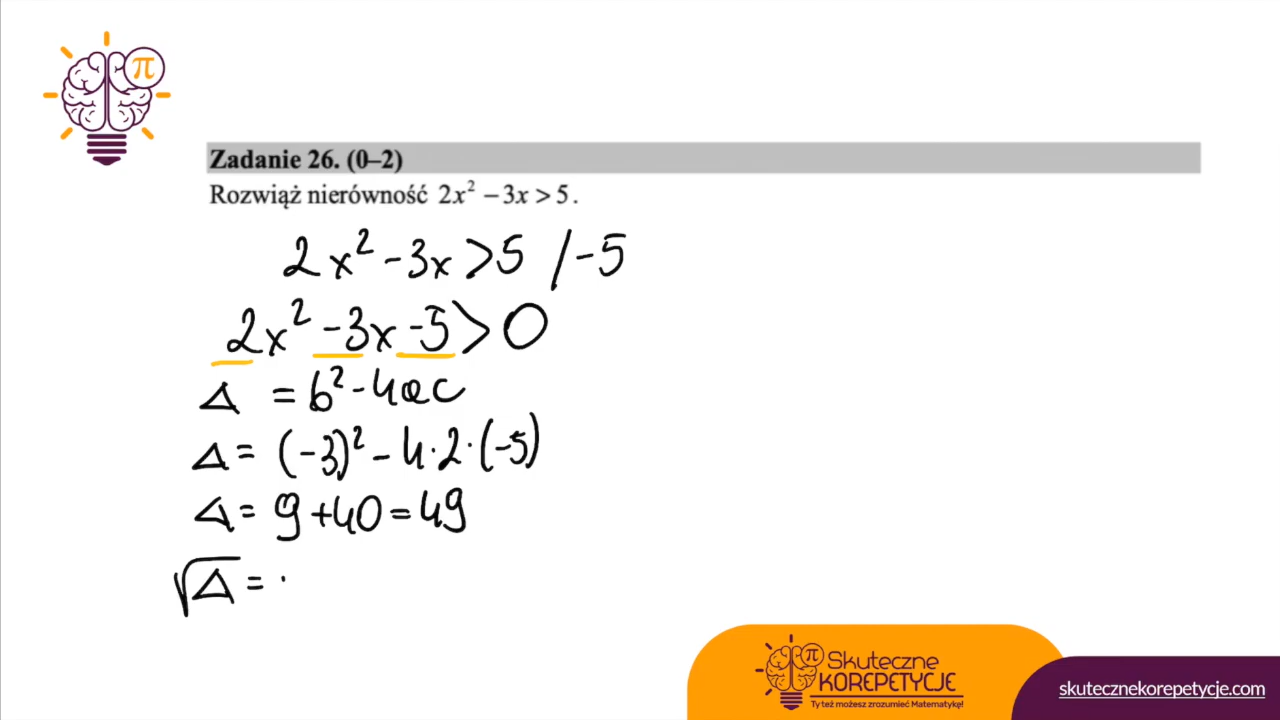 π
Zadanie 26. (0–2)
Rozwiąż nierówność 2x² − 3x > 5.
2x² -3x >5 /-5
2x² -3x -5 >0
Δ = b² - 4ac
Δ = (-3)² - 4·2·(-5)
Δ = 9 +40 = 49
√Δ = ·
π
Skuteczne
KOREPETYCJE
Ty też możesz zrozumieć Matematykę!
skutecznekorepetycje.com